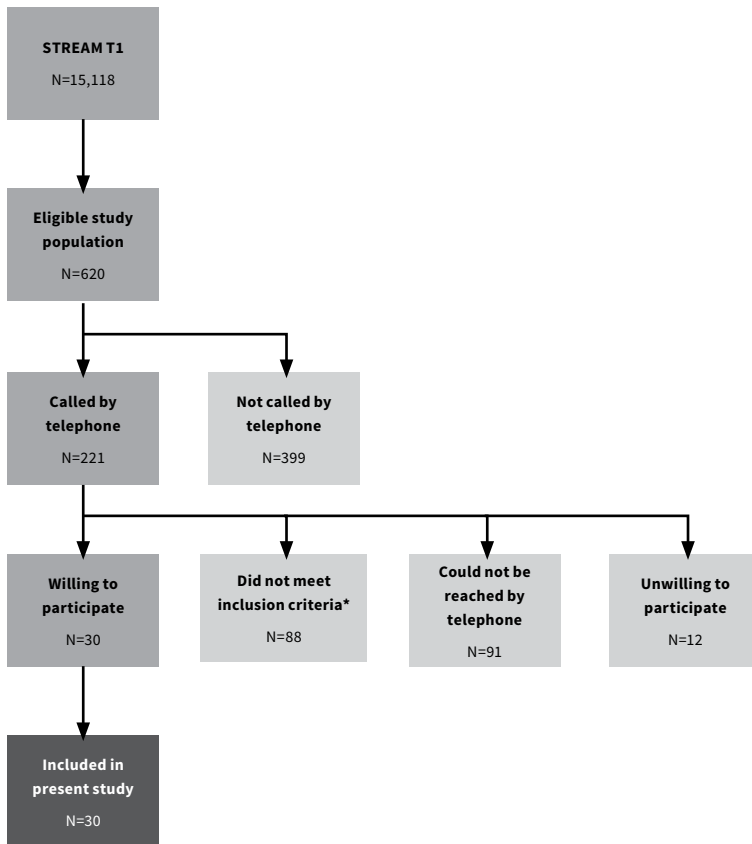 STREAM T1
N=15,118
Eligible study
population
N=620
Called by
telephone
N=221
Not called by
telephone
N=399
Willing to
participate
N=30
Did not meet
inclusion criteria*
N=88
Could not be
reached by
telephone
N=91
Unwilling to
participate
N=12
Included in
present study
N=30